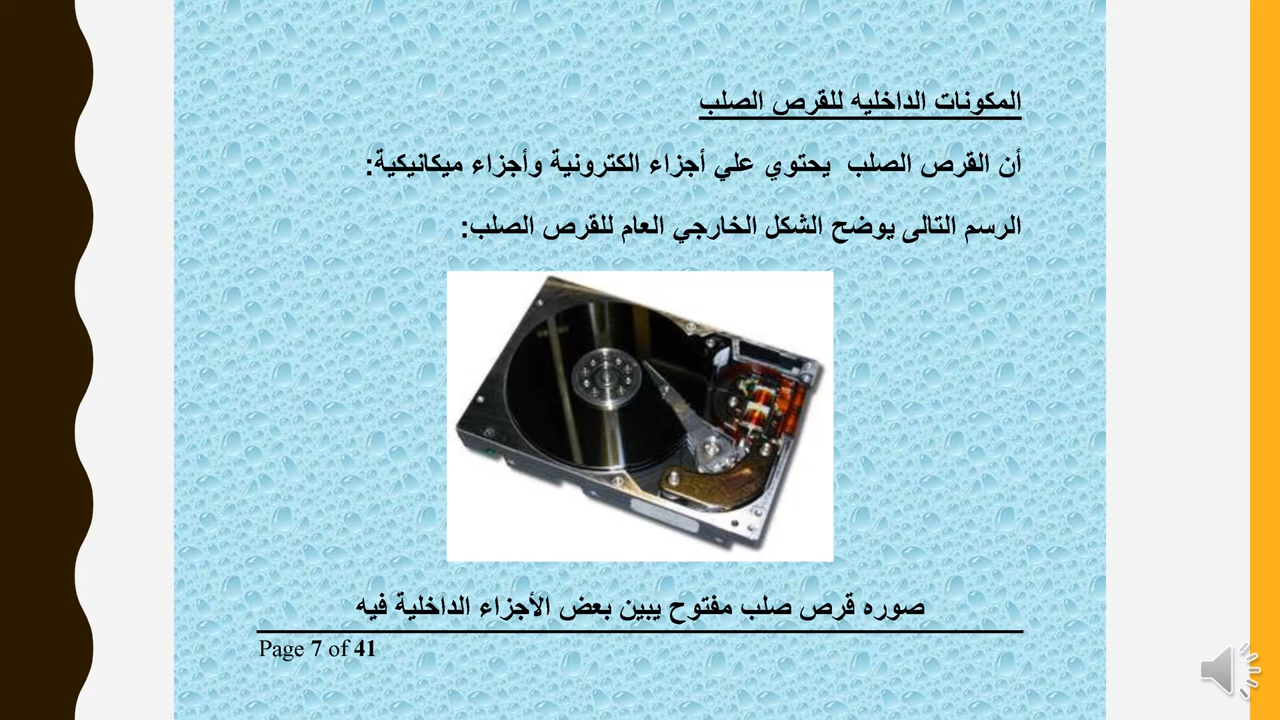 المكونات الداخليه للقرص الصلب
أن القرص الصلب يحتوي علي أجزاء الكترونية وأجزاء ميكانيكية:
الرسم التالى يوضح الشكل الخارجي العام للقرص الصلب:
صوره قرص صلب مفتوح يبين بعض الأجزاء الداخلية فيه
Page 7 of 41